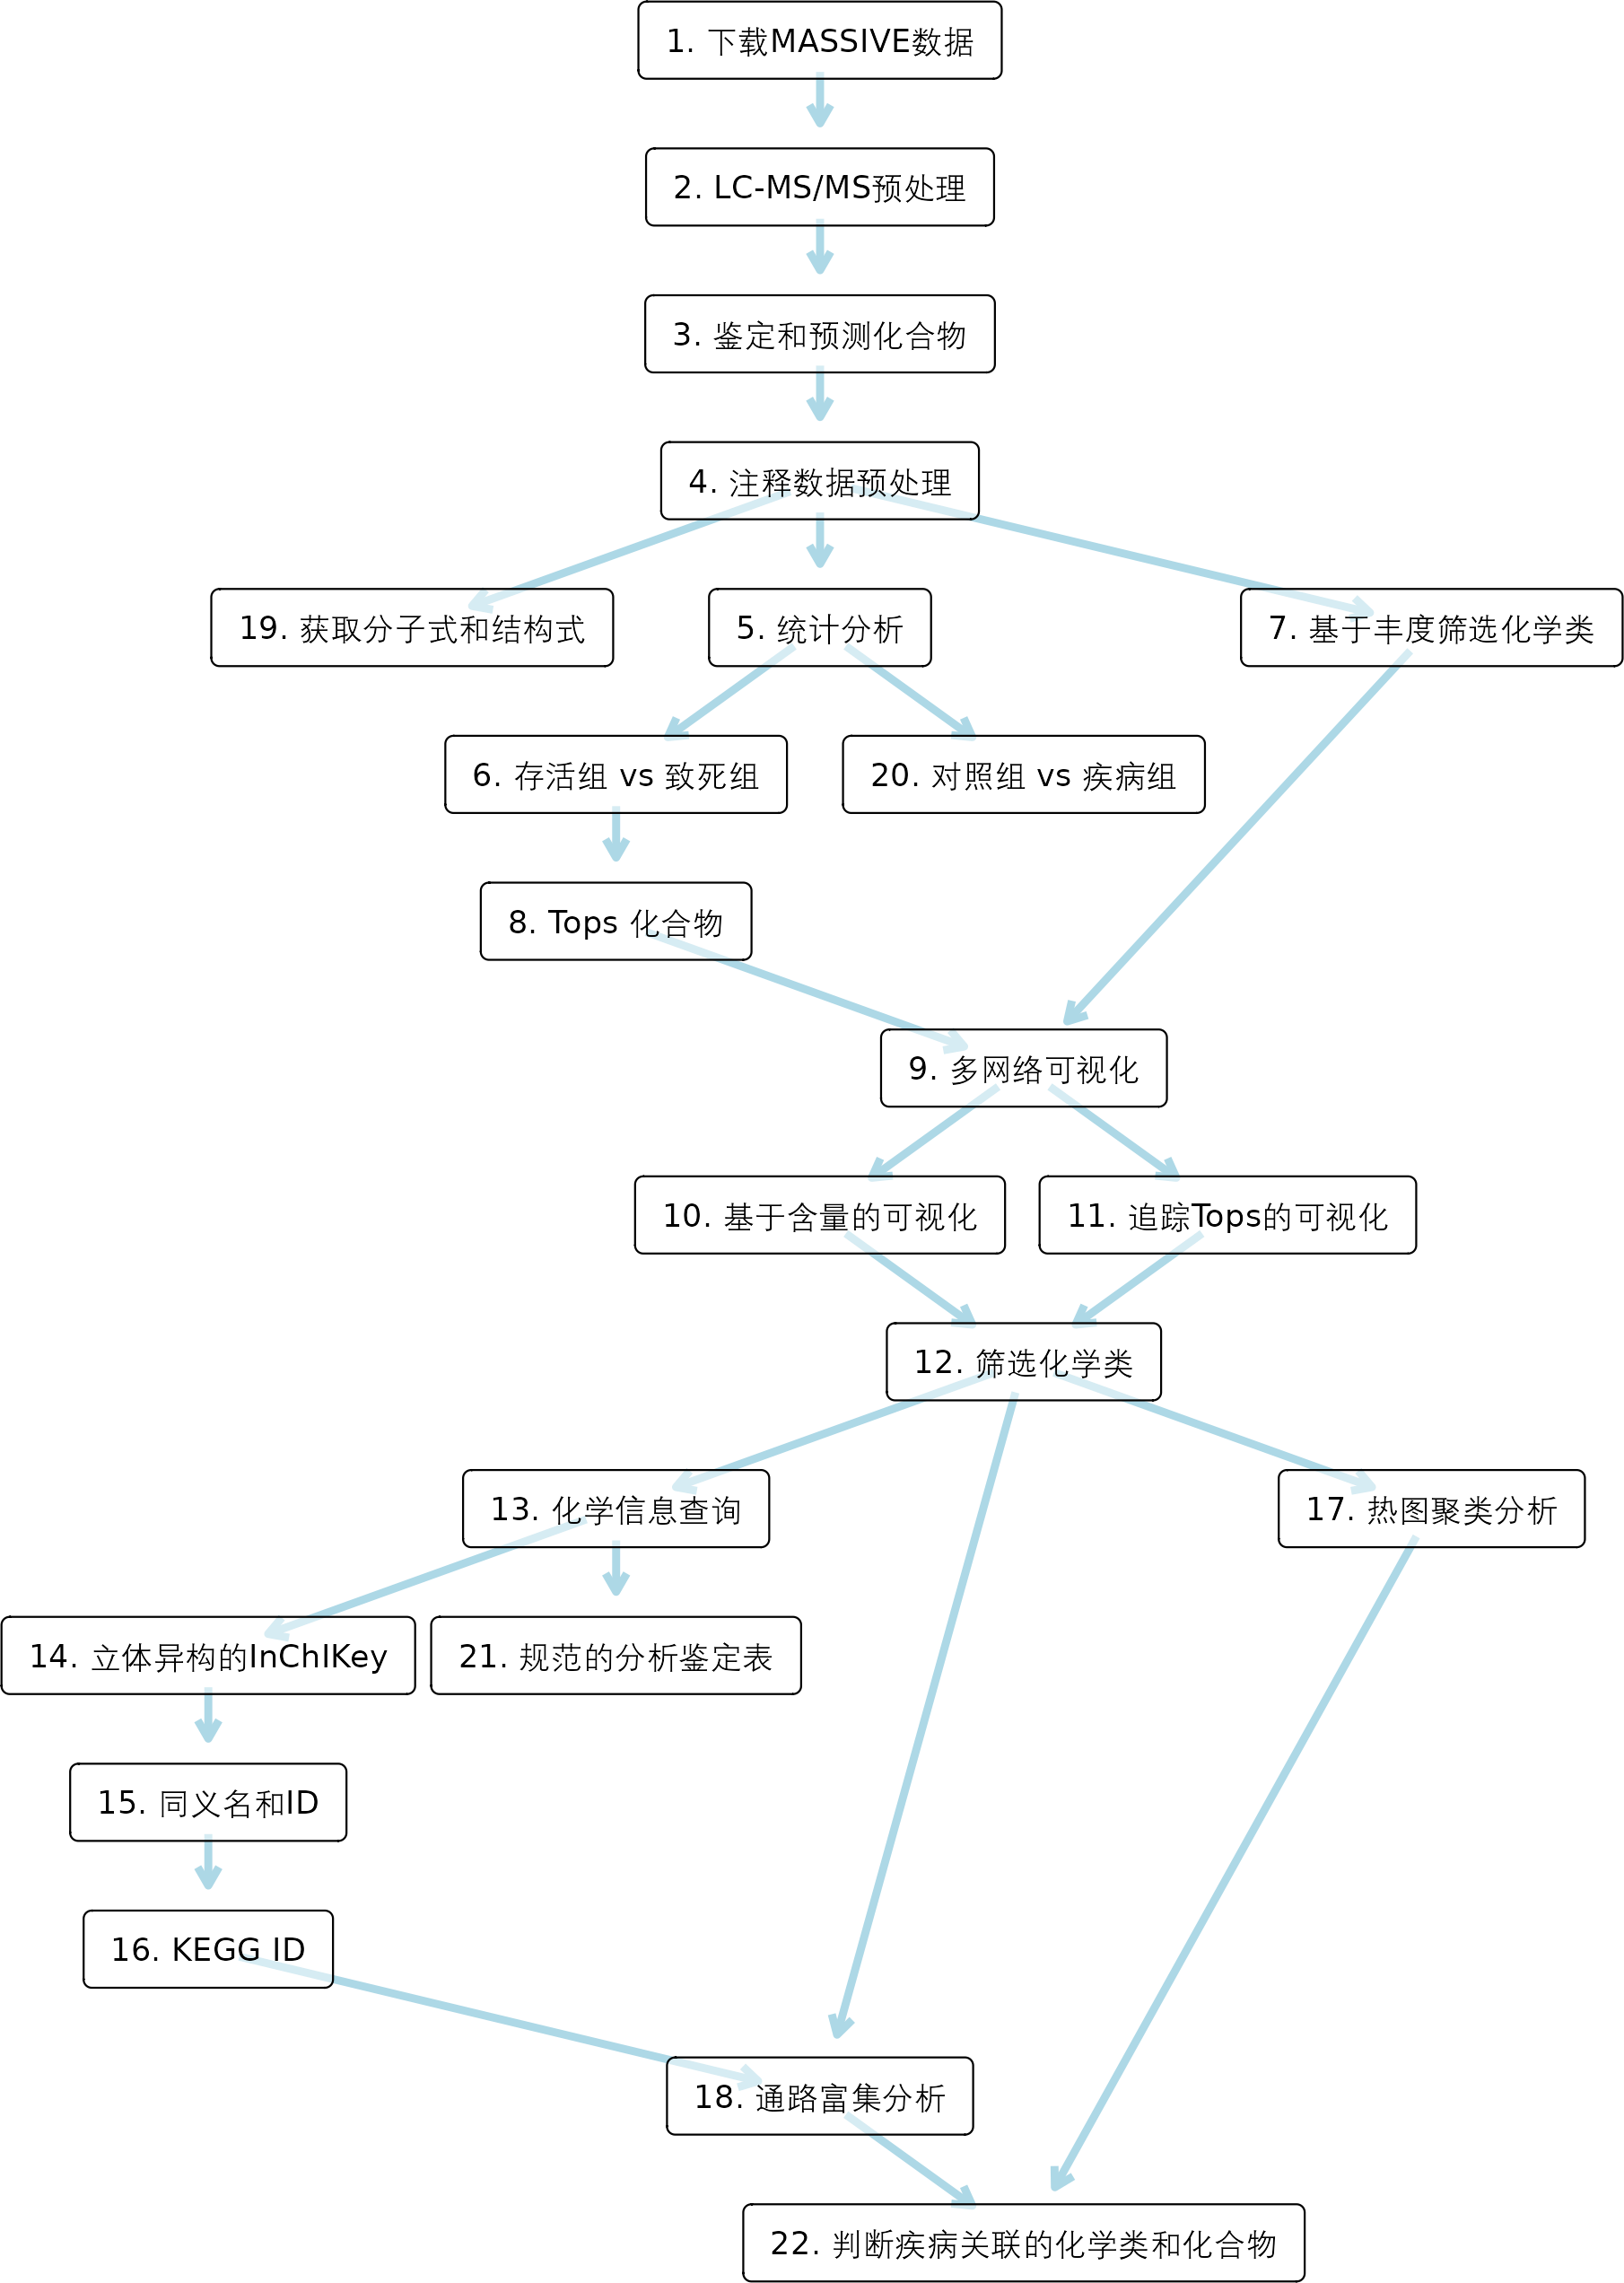 1. 下载MASSIVE数据
2. LC-MS/MS预处理
3. 鉴定和预测化合物
4. 注释数据预处理
19. 获取分子式和结构式
5. 统计分析
7. 基于丰度筛选化学类
6. 存活组 vs 致死组
20. 对照组 vs 疾病组
8. Tops 化合物
9. 多网络可视化
10. 基于含量的可视化
11. 追踪Tops的可视化
12. 筛选化学类
13. 化学信息查询
17. 热图聚类分析
14. 立体异构的InChIKey
21. 规范的分析鉴定表
15. 同义名和ID
16. KEGG ID
18. 通路富集分析
22. 判断疾病关联的化学类和化合物